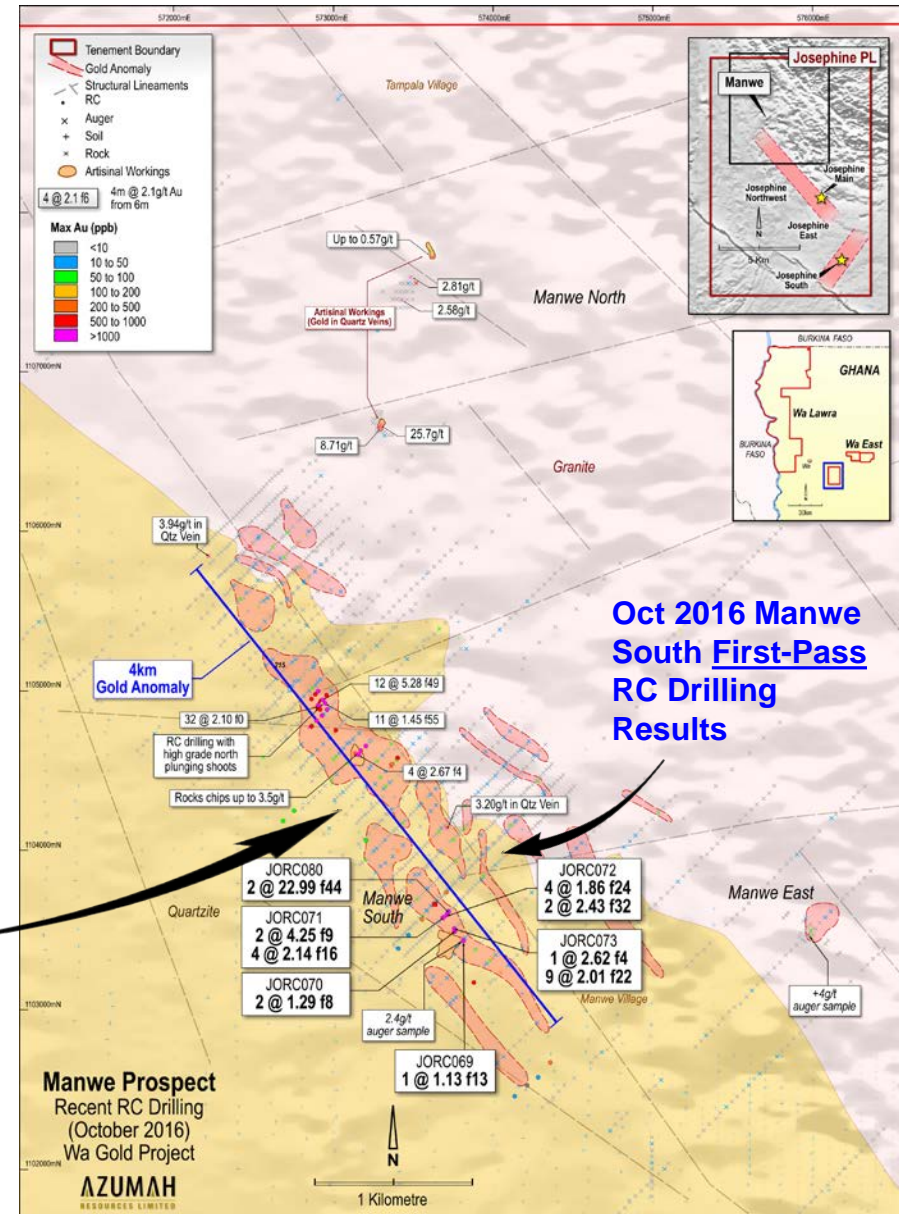 572000mE
573000mE
574000mE
575000mE
576000mE
Tenement Boundary
Gold Anomaly
Structural Lineaments
RC
Auger
Soil
Rock
Artisinal Workings
4 @ 2.1 f6
4m @ 2.1g/t Au
from 6m
Max Au (ppb)
<10
10 to 50
50 to 100
100 to 200
200 to 500
500 to 1000
>1000
Tampala Village
Josephine PL
Manwe
Josephine
Main
Josephine
Northwest
N
Josephine
East
5 Km
Josephine
South
BURKINA FASO
GHANA
Wa Lawra
BURKINA
FASO
Wa East
Wa
30km
Up to 0.57g/t
2.81g/t
2.58g/t
Manwe North
Artisinal Workings
(Gold in Quartz Veins)
1107000mN
8.71g/t
25.7g/t
Granite
1106000mN
3.94g/t in
Qtz Vein
Oct 2016 Manwe
South First-Pass
RC Drilling
Results
4km
Gold Anomaly
215
1105000mN
12 @ 5.28 f49
32 @ 2.10 f0
11 @ 1.45 f55
RC drilling with
high grade north
plunging shoots
4 @ 2.67 f4
Rocks chips up to 3.5g/t
3.20g/t in Qtz Vein
1104000mN
JORC080
2 @ 22.99 f44
JORC072
4 @ 1.86 f24
2 @ 2.43 f32
Manwe
South
Manwe East
Quartzite
JORC071
2 @ 4.25 f9
4 @ 2.14 f16
JORC073
1 @ 2.62 f4
9 @ 2.01 f22
JORC070
2 @ 1.29 f8
Manwe Village
+4g/t
auger sample
1103000mN
2.4g/t
auger sample
JORC069
1 @ 1.13 f13
Manwe Prospect
Recent RC Drilling
(October 2016)
Wa Gold Project
N
1102000mN
1 Kilometre
AZUMAH
RESOURCES LIMITED